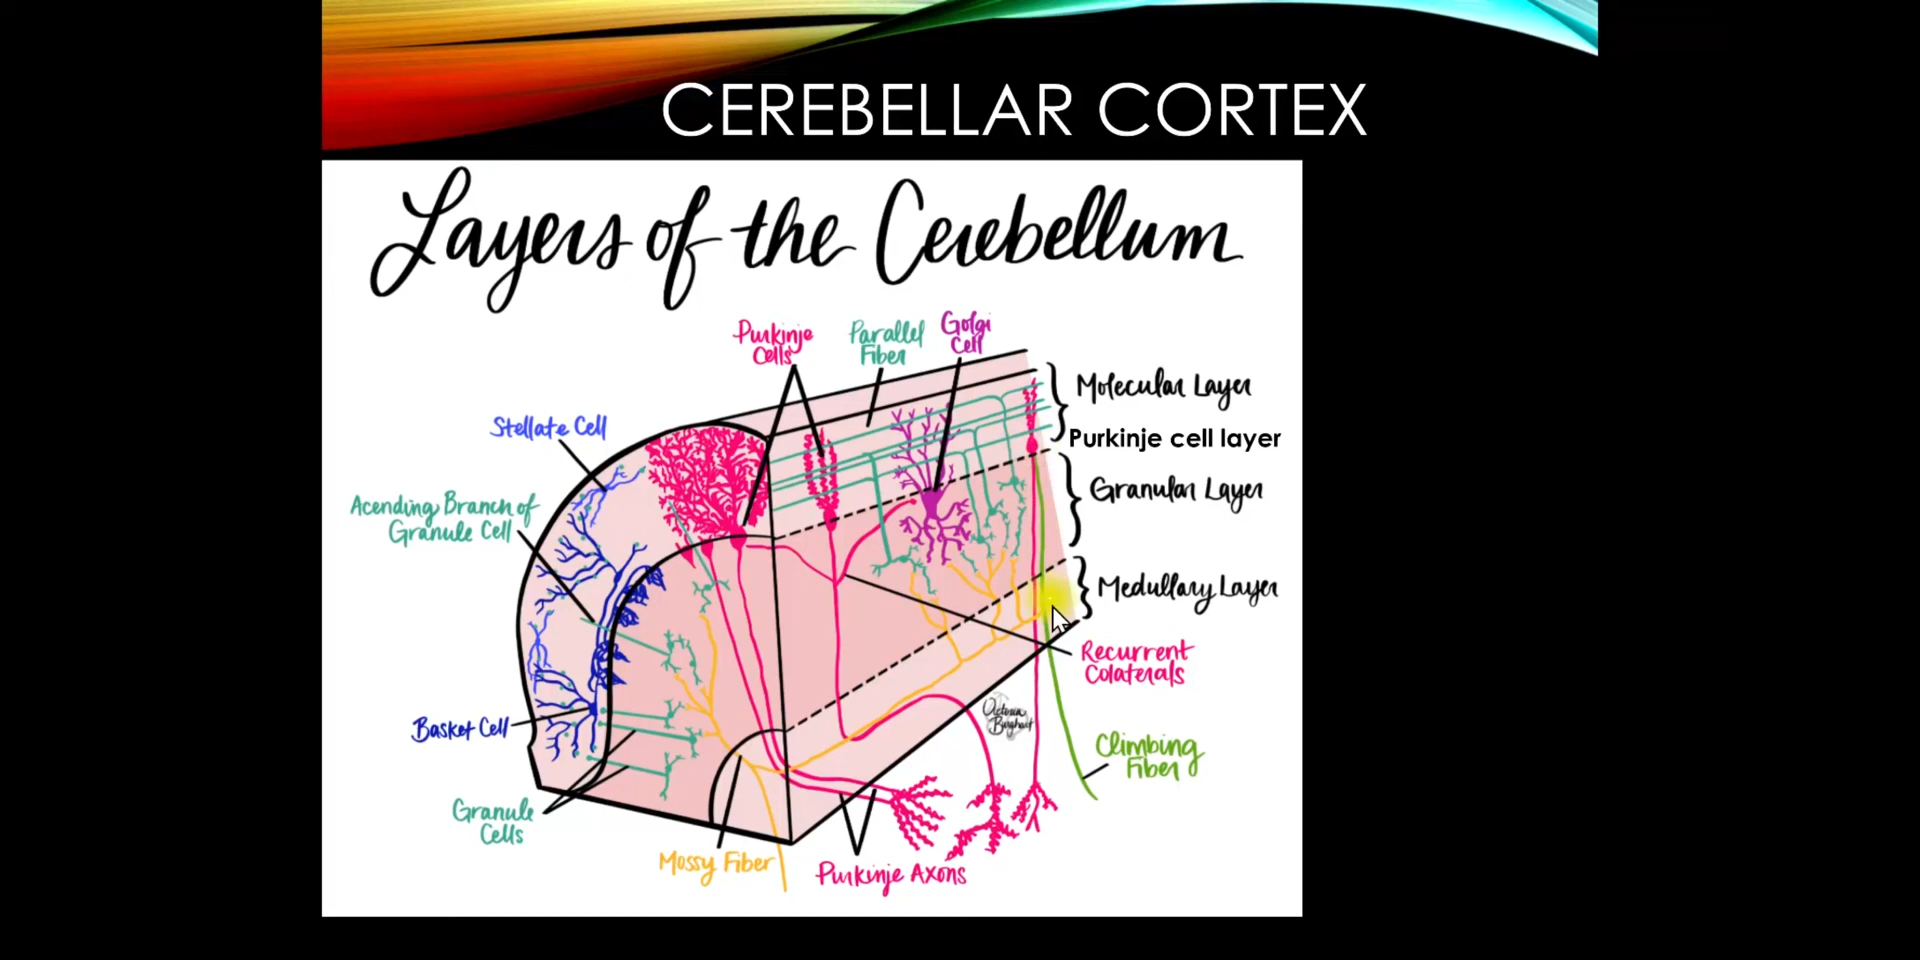 CEREBELLAR CORTEX
Layers of the Cerebellum
Purkinje
Cells
Parallel
Fiber
Golgi
Cell
Molecular Layer
Purkinje cell layer
Granular Layer
Medullary Layer
Stellate Cell
Acending Branch of
Granule Cell
Basket Cell
Granule
Cells
Mossy Fiber
Purkinje Axons
Recurrent
Colaterals
Climbing
Fiber
Victoria